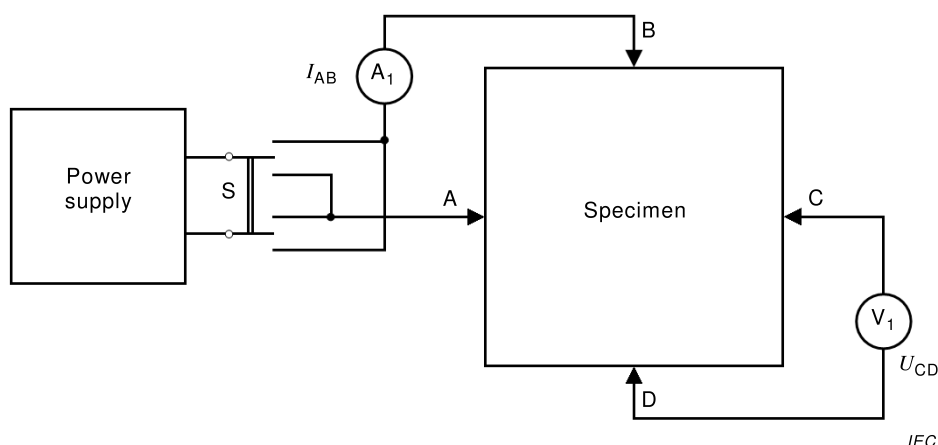 B
I_AB
A₁
Power
supply
S
A
Specimen
C
V₁
U_CD
D
IEC